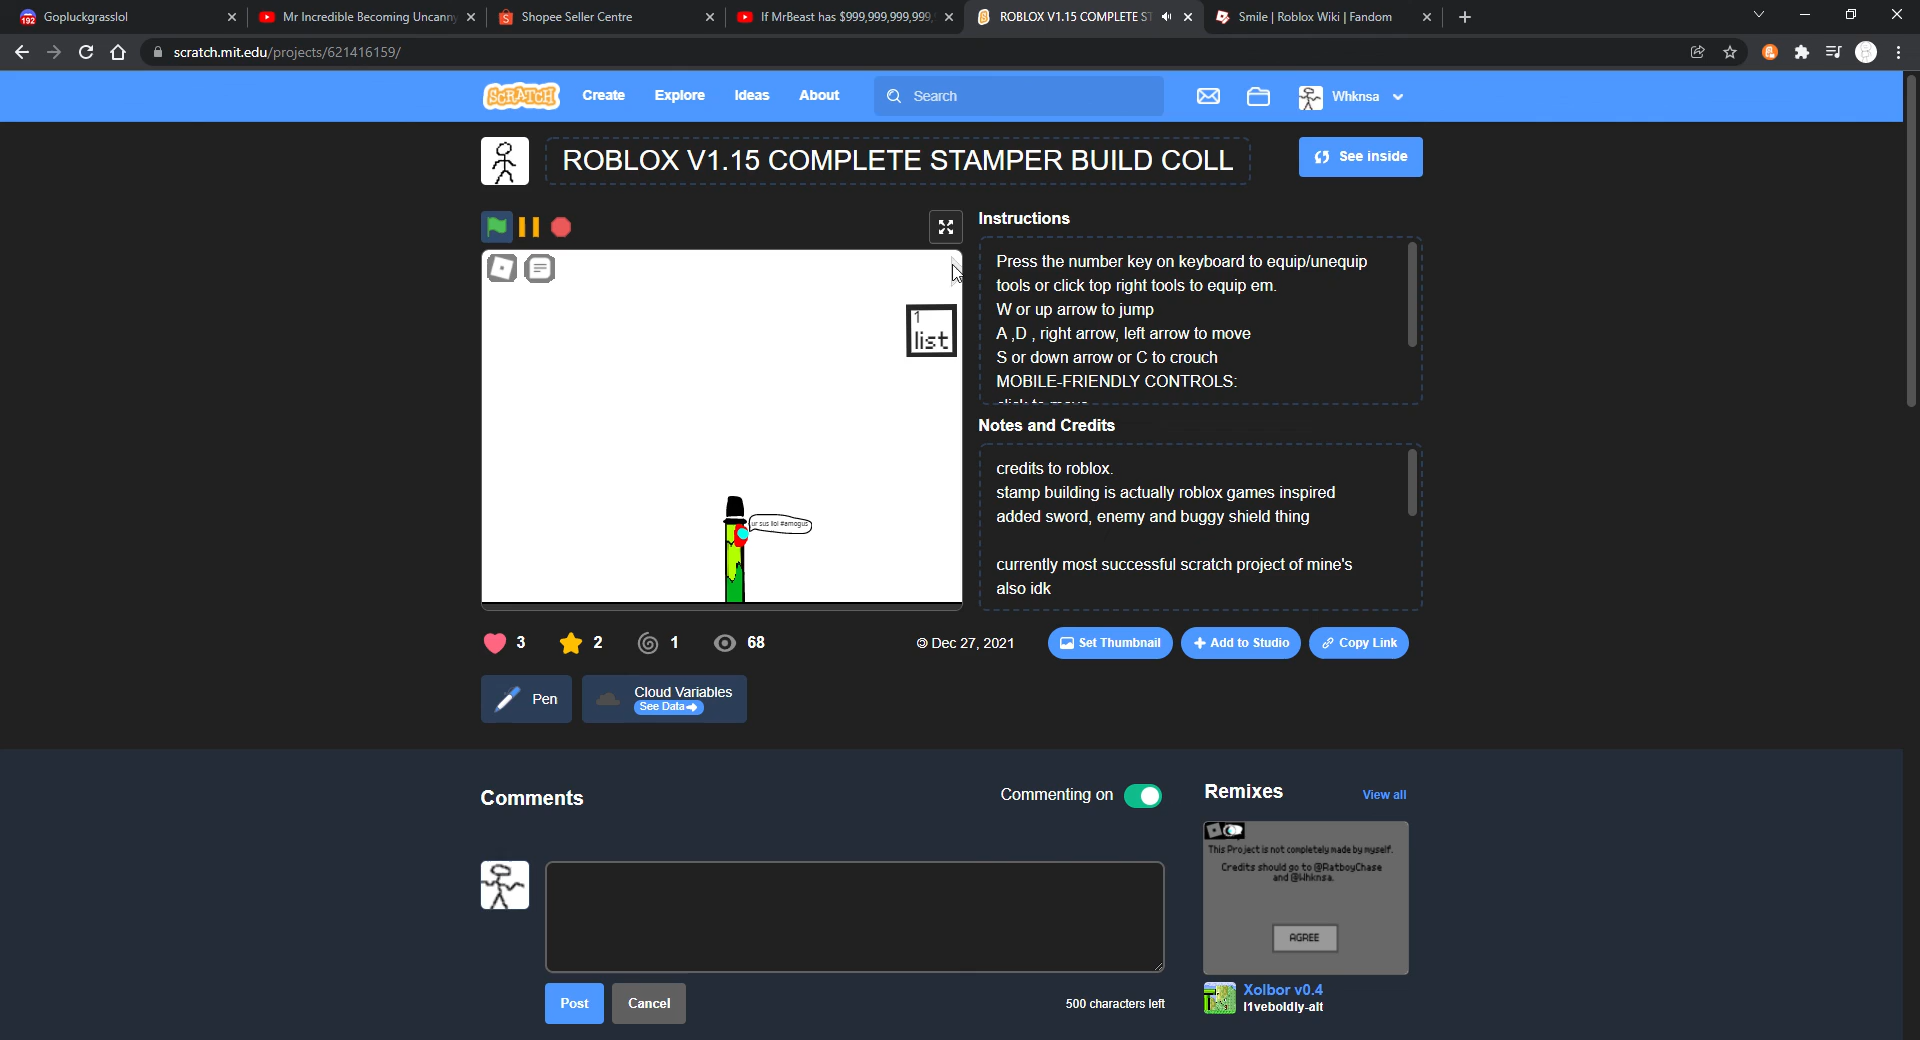 192
Gopluckgrasslol
Mr Incredible Becoming Uncanny
Shopee Seller Centre
If MrBeast has $999,999,999,999,
ROBLOX V1.15 COMPLETE ST
Smile | Roblox Wiki | Fandom
scratch.mit.edu/projects/621416159/
SCRATCH
Create
Explore
Ideas
About
Search
Whknsa
ROBLOX V1.15 COMPLETE STAMPER BUILD COLL
See inside
Instructions
Press the number key on keyboard to equip/unequip
tools or click top right tools to equip em.
W or up arrow to jump
A ,D , right arrow, left arrow to move
S or down arrow or C to crouch
MOBILE-FRIENDLY CONTROLS:
1
list
ur sus lol #amogus
Notes and Credits
credits to roblox.
stamp building is actually roblox games inspired
added sword, enemy and buggy shield thing
currently most successful scratch project of mine's
also idk
3
2
1
68
© Dec 27, 2021
Set Thumbnail
Add to Studio
Copy Link
Pen
Cloud Variables
See Data
Comments
Commenting on
Post
Cancel
500 characters left
Remixes
View all
This Project is not completely made by myself.
Credits should go to @RatboyChase
and @Whknsa.
AGREE
Xolbor v0.4
l1veboldly-alt